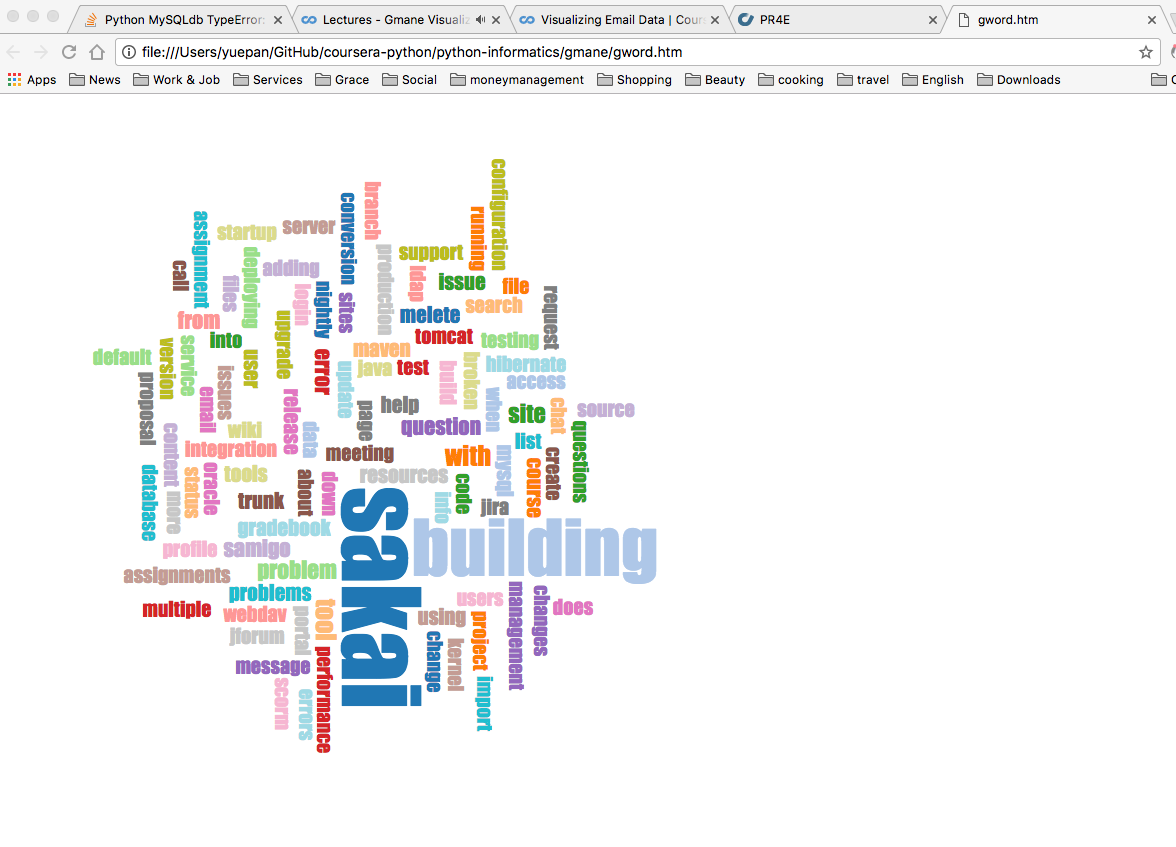 Python MySQLdb TypeError:
Lectures - Gmane Visualiz
Visualizing Email Data | Cours
PR4E
gword.htm
file:///Users/yuepan/GitHub/coursera-python/python-informatics/gmane/gword.htm
Apps News Work & Job Services Grace Social moneymanagement Shopping Beauty cooking travel English Downloads
configuration
branch
conversion
running
assignment
startup
server
production
support
deploying
call
adding
ldap
issue
files
file
login
nightly
request
sites
search
melete
from
upgrade
into
tomcat
testing
version
service
user
default
error
maven
broken
hibernate
update
java
test
build
issues
access
proposal
email
release
when
page
help
site
chat
source
content
wiki
data
question
questions
list
integration
meeting
with
mysql
create
database
status
oracle
tools
about
down
resources
code
course
more
trunk
info
jira
sakai
gradebook
building
profile
samigo
assignments
problem
problems
management
changes
multiple
webdav
portal
tool
using
users
project
does
jforum
change
kernel
message
performance
scorm
errors
import